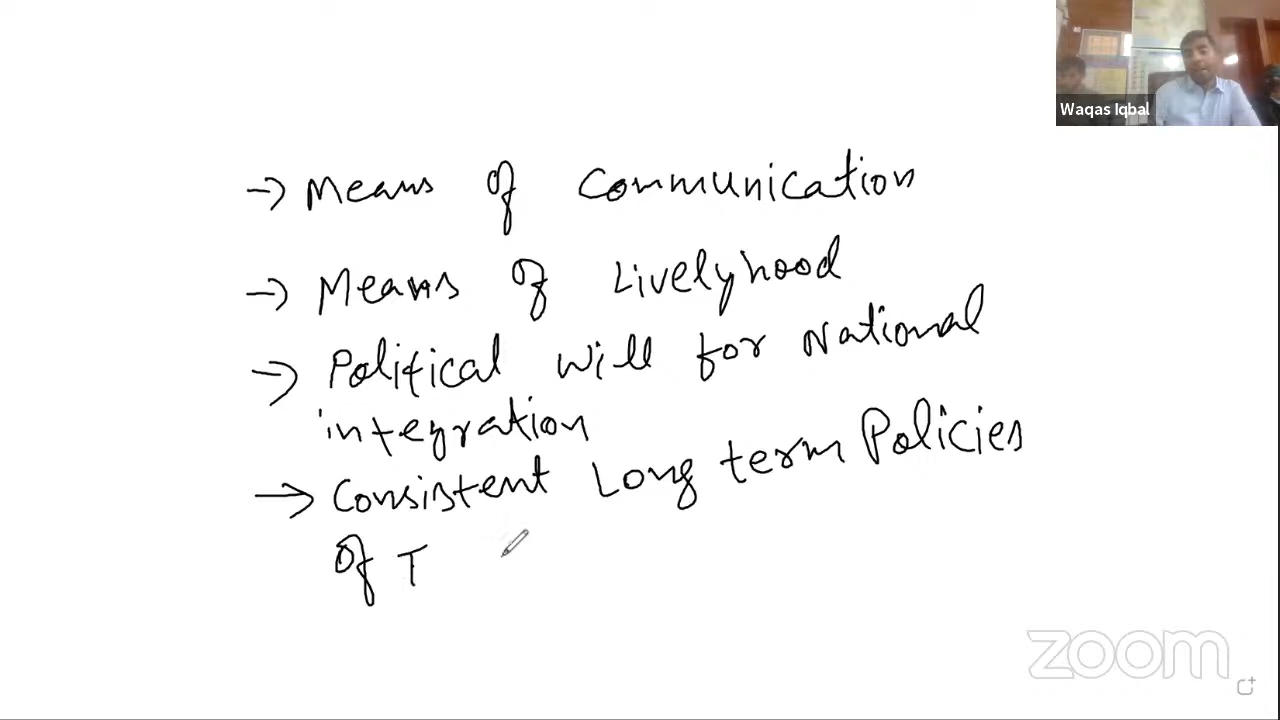 Waqas Iqbal
→ Means of Communication
→ Means of Livelyhood
→ Political Will for National
integration
→ Consistent Long term Policies
of T
zoom